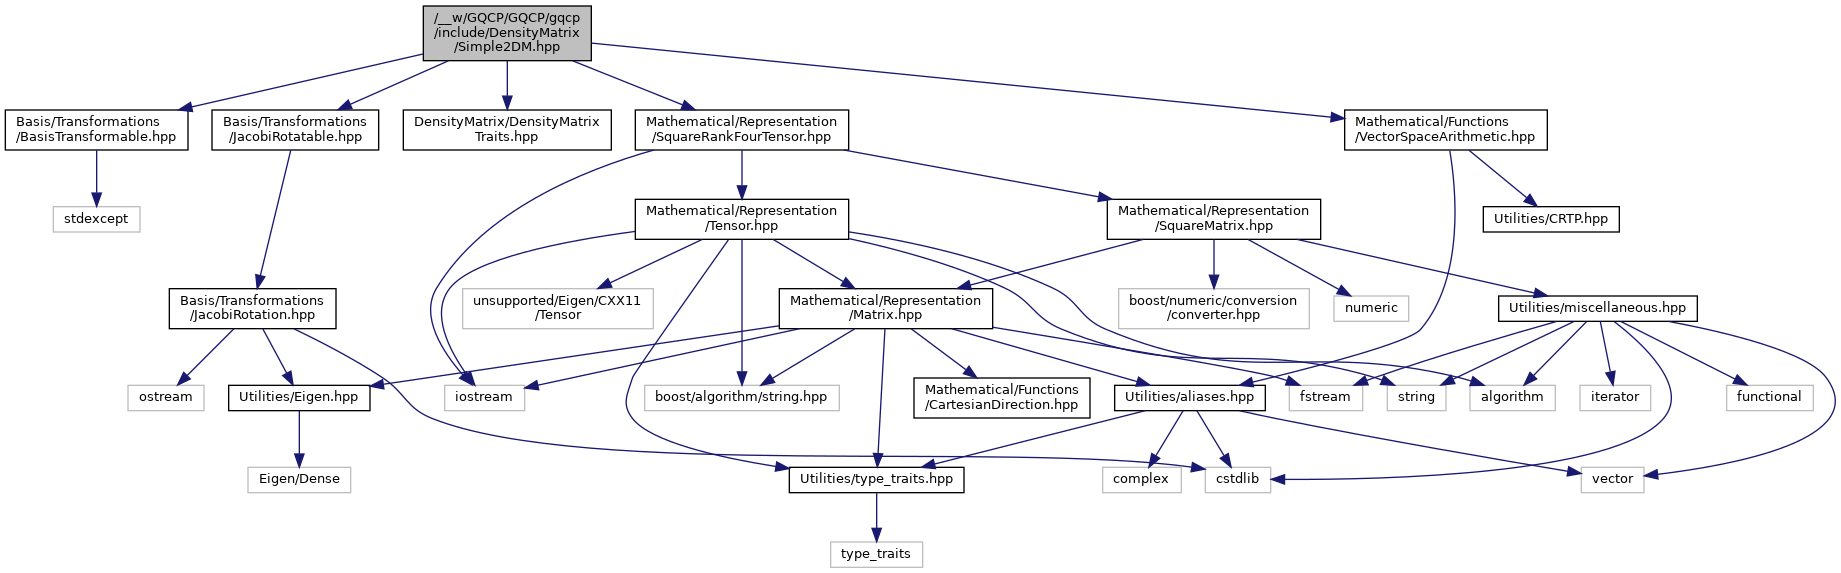 /__w/GQCP/GQCP/gqcp
/include/DensityMatrix
/Simple2DM.hpp
Basis/Transformations
/BasisTransformable.hpp
Basis/Transformations
/JacobiRotatable.hpp
DensityMatrix/DensityMatrix
Traits.hpp
Mathematical/Representation
/SquareRankFourTensor.hpp
Mathematical/Functions
/VectorSpaceArithmetic.hpp
stdexcept
Mathematical/Representation
/Tensor.hpp
Mathematical/Representation
/SquareMatrix.hpp
Utilities/CRTP.hpp
Basis/Transformations
/JacobiRotation.hpp
unsupported/Eigen/CXX11
/Tensor
Mathematical/Representation
/Matrix.hpp
boost/numeric/conversion
/converter.hpp
numeric
Utilities/miscellaneous.hpp
ostream
Utilities/Eigen.hpp
iostream
boost/algorithm/string.hpp
Mathematical/Functions
/CartesianDirection.hpp
Utilities/aliases.hpp
fstream
string
algorithm
iterator
functional
Eigen/Dense
Utilities/type_traits.hpp
complex
cstdlib
vector
type_traits